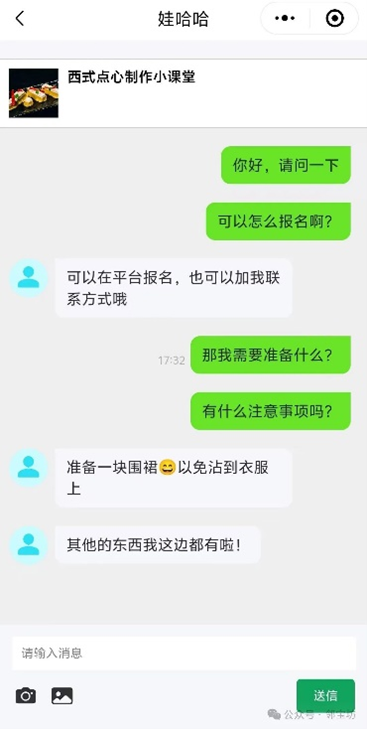 娃哈哈
西式点心制作小课堂
你好，请问一下
可以怎么报名啊？
可以在平台报名，也可以加我联
系方式哦
17:32
那我需要准备什么？
有什么注意事项吗？
准备一块围裙😄以免沾到衣服
上
其他的东西我这边都有啦！
请输入消息
送信
公众号·邻宇坊